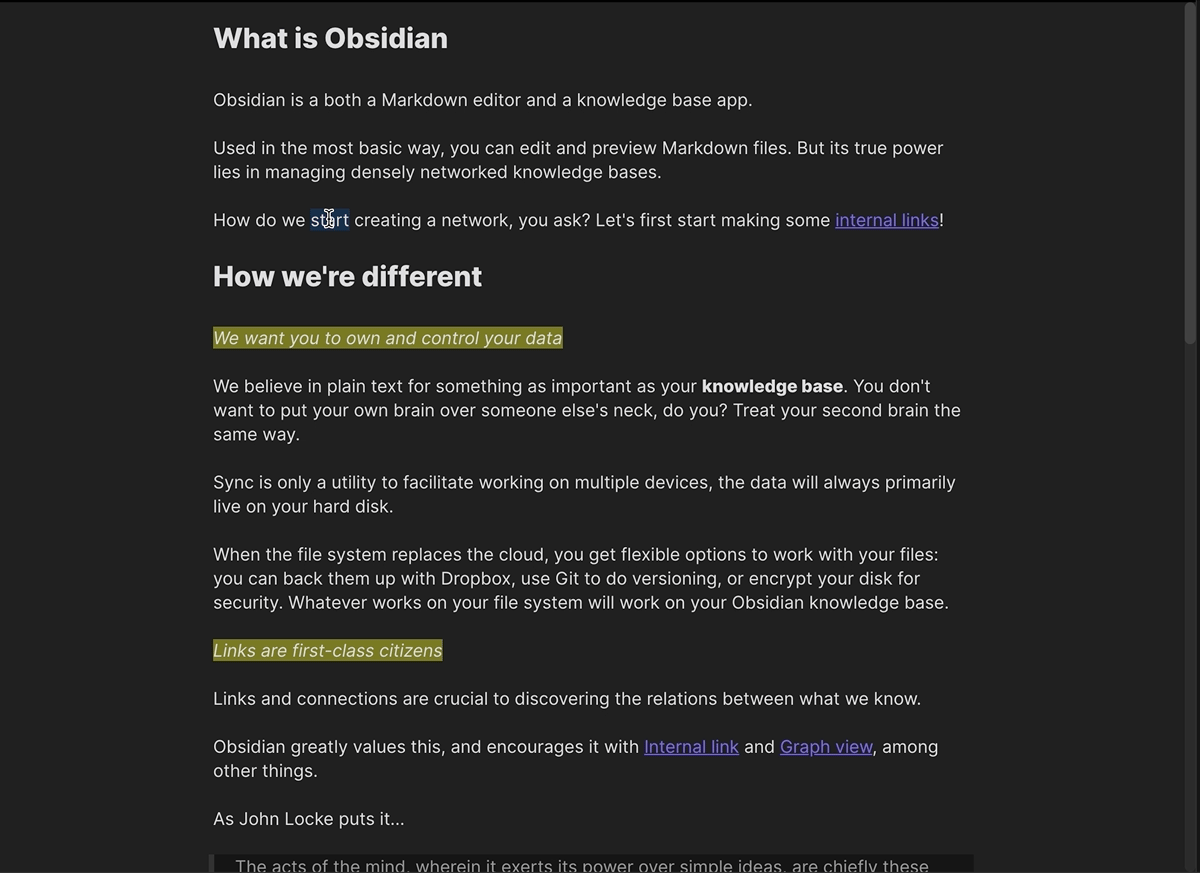 What is Obsidian
Obsidian is a both a Markdown editor and a knowledge base app.
Used in the most basic way, you can edit and preview Markdown files. But its true power
lies in managing densely networked knowledge bases.
How do we start creating a network, you ask? Let's first start making some internal links!
How we're different
We want you to own and control your data
We believe in plain text for something as important as your knowledge base. You don't
want to put your own brain over someone else's neck, do you? Treat your second brain the
same way.
Sync is only a utility to facilitate working on multiple devices, the data will always primarily
live on your hard disk.
When the file system replaces the cloud, you get flexible options to work with your files:
you can back them up with Dropbox, use Git to do versioning, or encrypt your disk for
security. Whatever works on your file system will work on your Obsidian knowledge base.
Links are first-class citizens
Links and connections are crucial to discovering the relations between what we know.
Obsidian greatly values this, and encourages it with Internal link and Graph view, among
other things.
As John Locke puts it...
The acts of the mind, wherein it exerts its power over simple ideas, are chiefly these